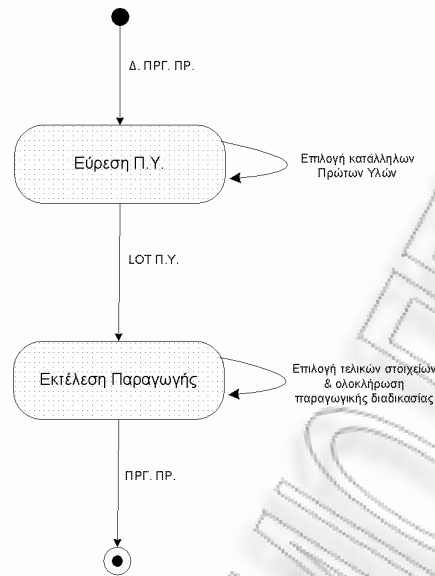 Δ. ΠΡΓ. ΠΡ.
Εύρεση Π.Υ.
Επιλογή κατάλληλων
Πρώτων Υλών
LOT Π.Υ.
Εκτέλεση Παραγωγής
Επιλογή τελικών στοιχείων
& ολοκλήρωση
παραγωγικής διαδικασίας
ΠΡΓ. ΠΡ.